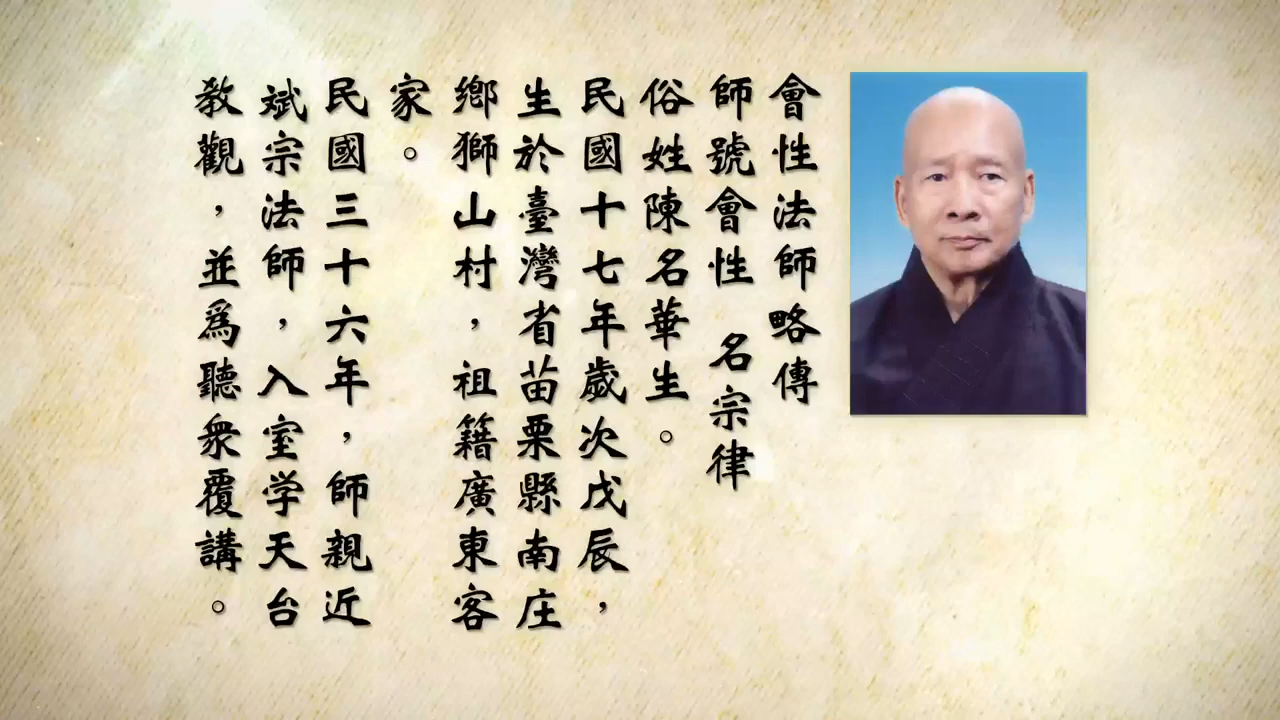 會性法師略傳
師號會性 名宗律
俗姓陳名華生。
民國十七年歲次戊辰，
生於臺灣省苗栗縣南庄
鄉獅山村，祖籍廣東客
家。
民國三十六年，師親近
斌宗法師，入室学天台
教觀，並爲聽衆覆講。